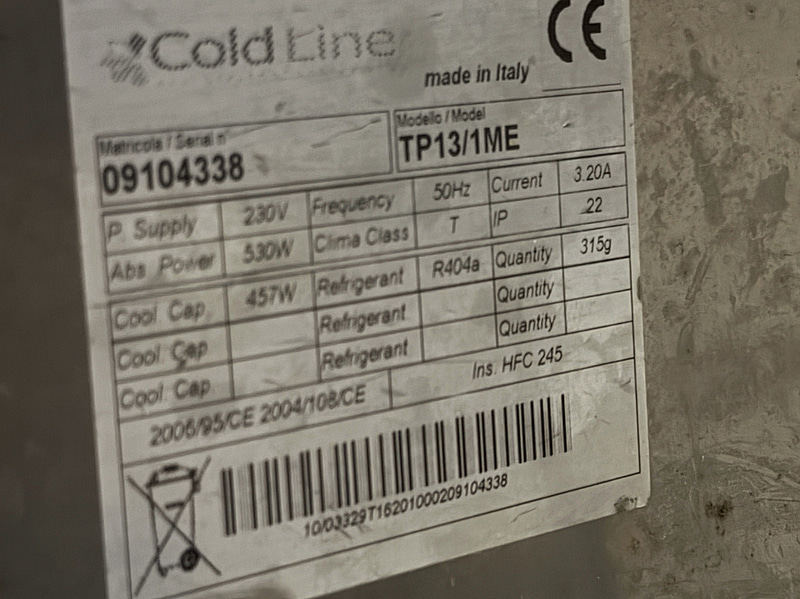 Cold Line
CE
made in Italy
Matricola / Serial n°
09104338
Modello / Model
TP13/1ME
P. Supply 230V Frequency 50Hz Current 3.20A
Abs Power 530W Clima Class T IP 22
Cool. Cap 457W Refrigerant R404a Quantity 315g
Cool. Cap Refrigerant Quantity
Cool. Cap Refrigerant Quantity
2006/95/CE 2004/108/CE Ins. HFC 245
10/03329T16201000209104338